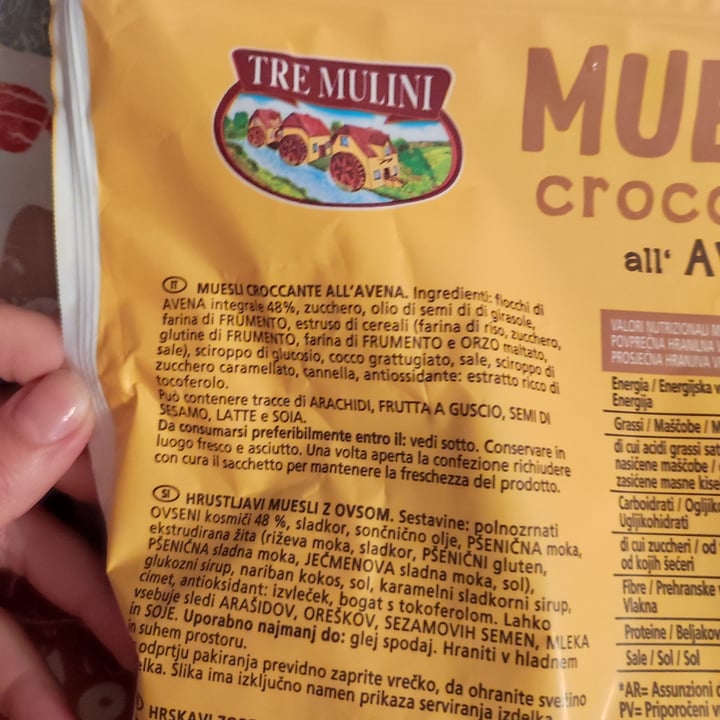 TRE MULINI
MUE
crocc
all' AV
IT MUESLI CROCCANTE ALL'AVENA. Ingredienti: fiocchi di
AVENA integrale 48%, zucchero, olio di semi di girasole,
farina di FRUMENTO, estruso di cereali (farina di riso, zucchero,
glutine di FRUMENTO, farina di FRUMENTO e ORZO maltato,
sale), sciroppo di glucosio, cocco grattugiato, sale, sciroppo di
zucchero caramellato, cannella, antiossidante: estratto ricco di
tocoferolo.
Può contenere tracce di ARACHIDI, FRUTTA A GUSCIO, SEMI DI
SESAMO, LATTE e SOIA.
Da consumarsi preferibilmente entro il: vedi sotto. Conservare in
luogo fresco e asciutto. Una volta aperta la confezione richiudere
con cura il sacchetto per mantenere la freschezza del prodotto.
SI HRUSTLJAVI MUESLI Z OVSOM. Sestavine: polnozrnati
OVSENI kosmiči 48 %, sladkor, sončnično olje, PŠENIČNA moka,
ekstrudirana žita (riževa moka, sladkor, PŠENIČNI gluten,
PŠENIČNA sladna moka, JEČMENOVA sladna moka, sol),
glukozni sirup, nariban kokos, sol, karamelni sladkorni sirup,
cimet, antioksidant: izvleček, bogat s tokoferolom. Lahko
vsebuje sledi ARAŠIDOV, OREŠKOV, SEZAMOVIH SEMEN, MLEKA
in SOJE. Uporabno najmanj do: glej spodaj. Hraniti v hladnem
in suhem prostoru.
odprtju pakiranja previdno zaprite vrečko, da ohranite svežino
elka. Slika ima izključno namen prikaza serviranja izdelka.
HRSKAVI
VALORI NUTRIZIONALI M
POVPREČNA HRANILNA V
PROSJEČNA HRANJIVA V
Energia / Energijska v
Energija
Grassi / Maščobe / M
di cui acidi grassi sat
nasičene maščobe /
zasićene masne kise
Carboidrati / Ogljiko
Ugljikohidrati
di cui zuccheri / od
od kojih šećeri
Fibre / Prehranske v
Vlakna
Proteine / Beljakov
Sale / Sol / Sol
*AR= Assunzioni d
PV= Priporočeni v